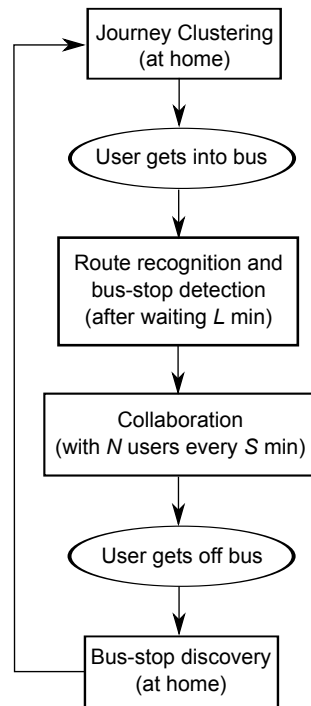 Journey Clustering
(at home)
User gets into bus
Route recognition and
bus-stop detection
(after waiting L min)
Collaboration
(with N users every S min)
User gets off bus
Bus-stop discovery
(at home)